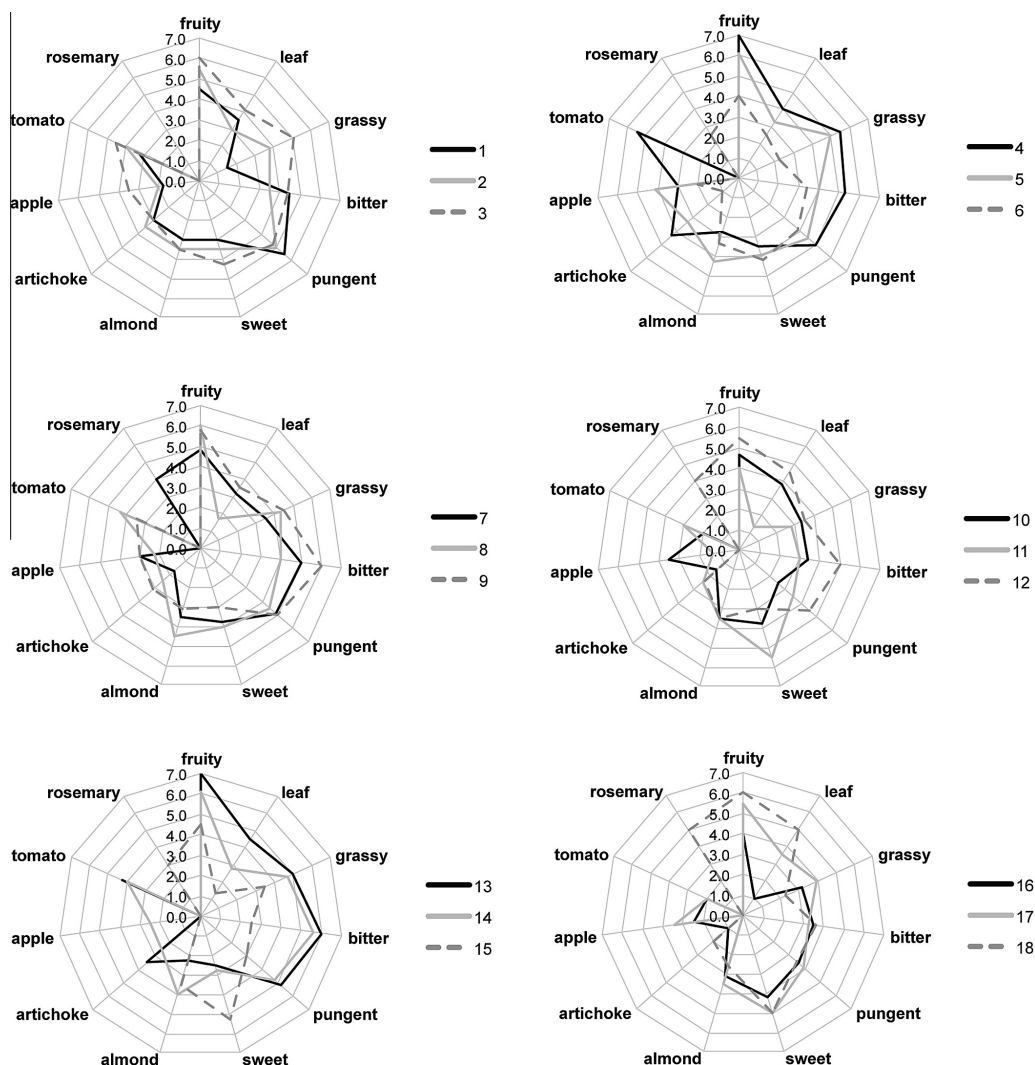 fruity
7.0
rosemary
6.0
leaf
5.0
4.0
tomato
3.0
grassy
2.0
1.0
0.0
apple
bitter
artichoke
pungent
almond
sweet
1
2
3
fruity
7.0
rosemary
6.0
leaf
5.0
4.0
tomato
3.0
grassy
2.0
1.0
0.0
apple
bitter
artichoke
pungent
almond
sweet
4
5
6
fruity
7.0
rosemary
6.0
leaf
5.0
4.0
tomato
3.0
grassy
2.0
1.0
0.0
apple
bitter
artichoke
pungent
almond
sweet
7
8
9
fruity
7.0
rosemary
6.0
leaf
5.0
4.0
tomato
3.0
grassy
2.0
1.0
0.0
apple
bitter
artichoke
pungent
almond
sweet
10
11
12
fruity
7.0
rosemary
6.0
leaf
5.0
4.0
tomato
3.0
grassy
2.0
1.0
0.0
apple
bitter
artichoke
pungent
almond
sweet
13
14
15
fruity
7.0
rosemary
6.0
leaf
5.0
4.0
tomato
3.0
grassy
2.0
1.0
0.0
apple
bitter
artichoke
pungent
almond
sweet
16
17
18